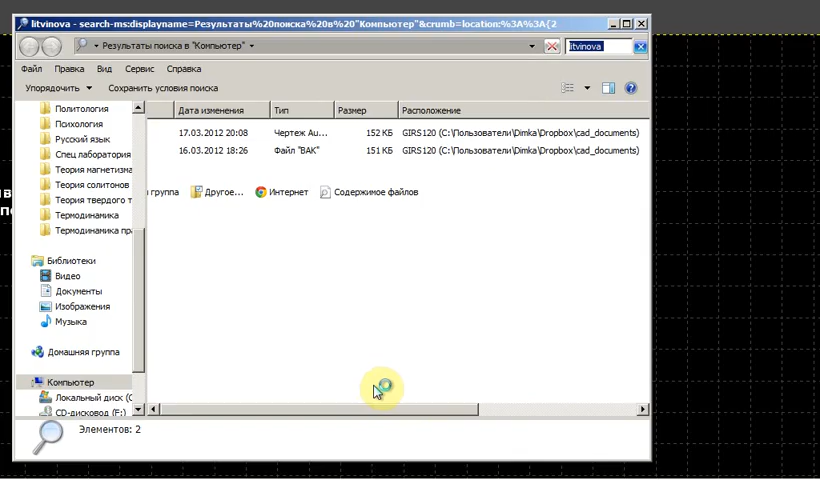 litvinova - search-ms:displayname=Результаты%20поиска%20в%20"Компьютер"&crumb=location:%3A%3A{2
Результаты поиска в "Компьютер"
litvinova
Файл Правка Вид Сервис Справка
Упорядочить Сохранить условия поиска
Дата изменения Тип Размер Расположение
17.03.2012 20:08 Чертеж Au... 152 КБ GIRS120 (C:\Пользователи\Dimka\Dropbox\cad_documents)
16.03.2012 18:26 Файл "BAK" 151 КБ GIRS120 (C:\Пользователи\Dimka\Dropbox\cad_documents)
я группа Другое... Интернет Содержимое файлов
Политология
Психология
Русский язык
Спец лаборатория
Теория магнетизма
Теория солитонов
Теория твердого т
Термодинамика
Термодинамика пр
Библиотеки
Видео
Документы
Изображения
Музыка
Домашняя группа
Компьютер
Локальный диск (C
CD-дисковод (F:)
Элементов: 2